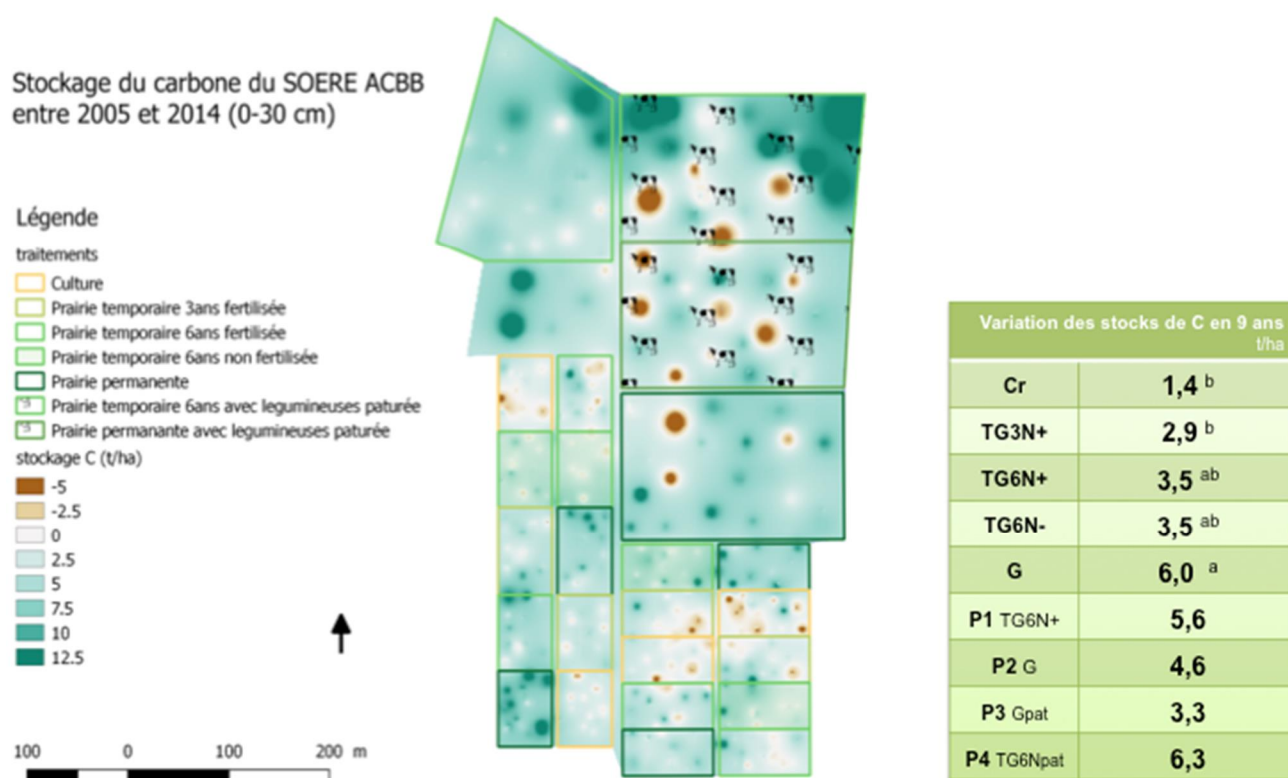 Stockage du carbone du SOERE ACBB
entre 2005 et 2014 (0-30 cm)
Légende
traitements
Culture
Prairie temporaire 3ans fertilisée
Prairie temporaire 6ans fertilisée
Prairie temporaire 6ans non fertilisée
Prairie permanente
Prairie temporaire 6ans avec legumineuses paturée
Prairie permanante avec legumineuses paturée
stockage C (t/ha)
-5
-2.5
0
2.5
5
7.5
10
12.5
100 0 100 200 m
Variation des stocks de C en 9 ans
t/ha
Cr 1,4 b
TG3N+ 2,9 b
TG6N+ 3,5 ab
TG6N- 3,5 ab
G 6,0 a
P1 TG6N+ 5,6
P2 G 4,6
P3 Gpat 3,3
P4 TG6Npat 6,3